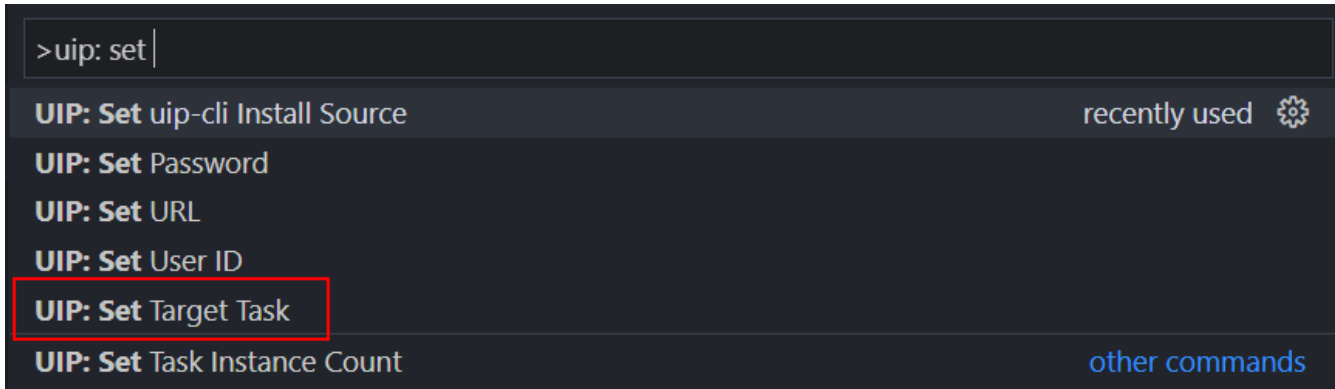 >uip: set
UIP: Set uip-cli Install Source recently used
UIP: Set Password
UIP: Set URL
UIP: Set User ID
UIP: Set Target Task
UIP: Set Task Instance Count other commands